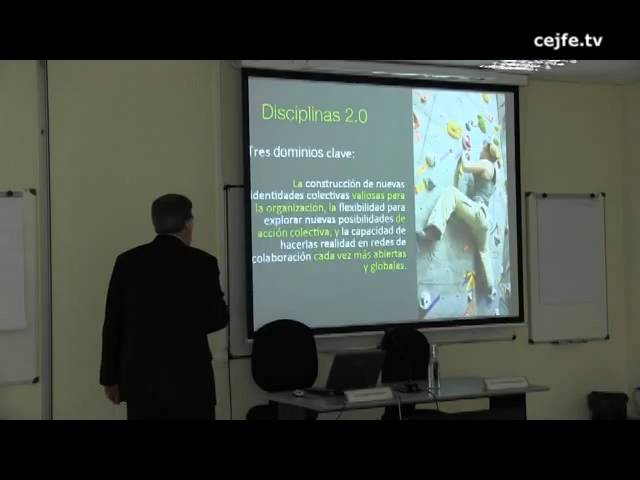 cejfe.tv
Disciplinas 2.0
Tres dominios clave:
La construcción de nuevas
identidades colectivas valiosas para
la organización, la flexibilidad para
explorar nuevas posibilidades de
acción colectiva, y la capacidad de
hacerlas realidad en redes de
colaboración cada vez más abiertas
y globales.